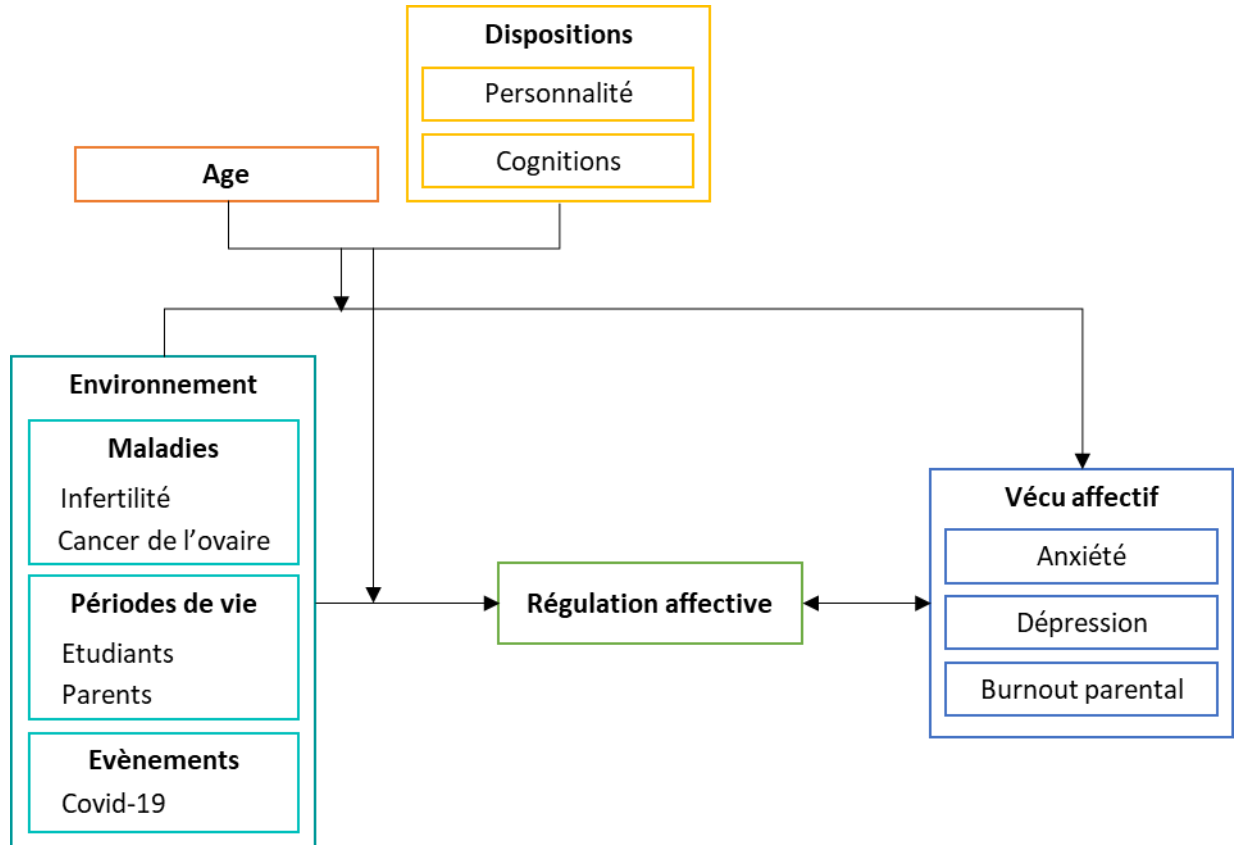 Dispositions
Personnalité
Cognitions
Age
Environnement
Maladies
Infertilité
Cancer de l'ovaire
Périodes de vie
Etudiants
Parents
Evènements
Covid-19
Régulation affective
Vécu affectif
Anxiété
Dépression
Burnout parental